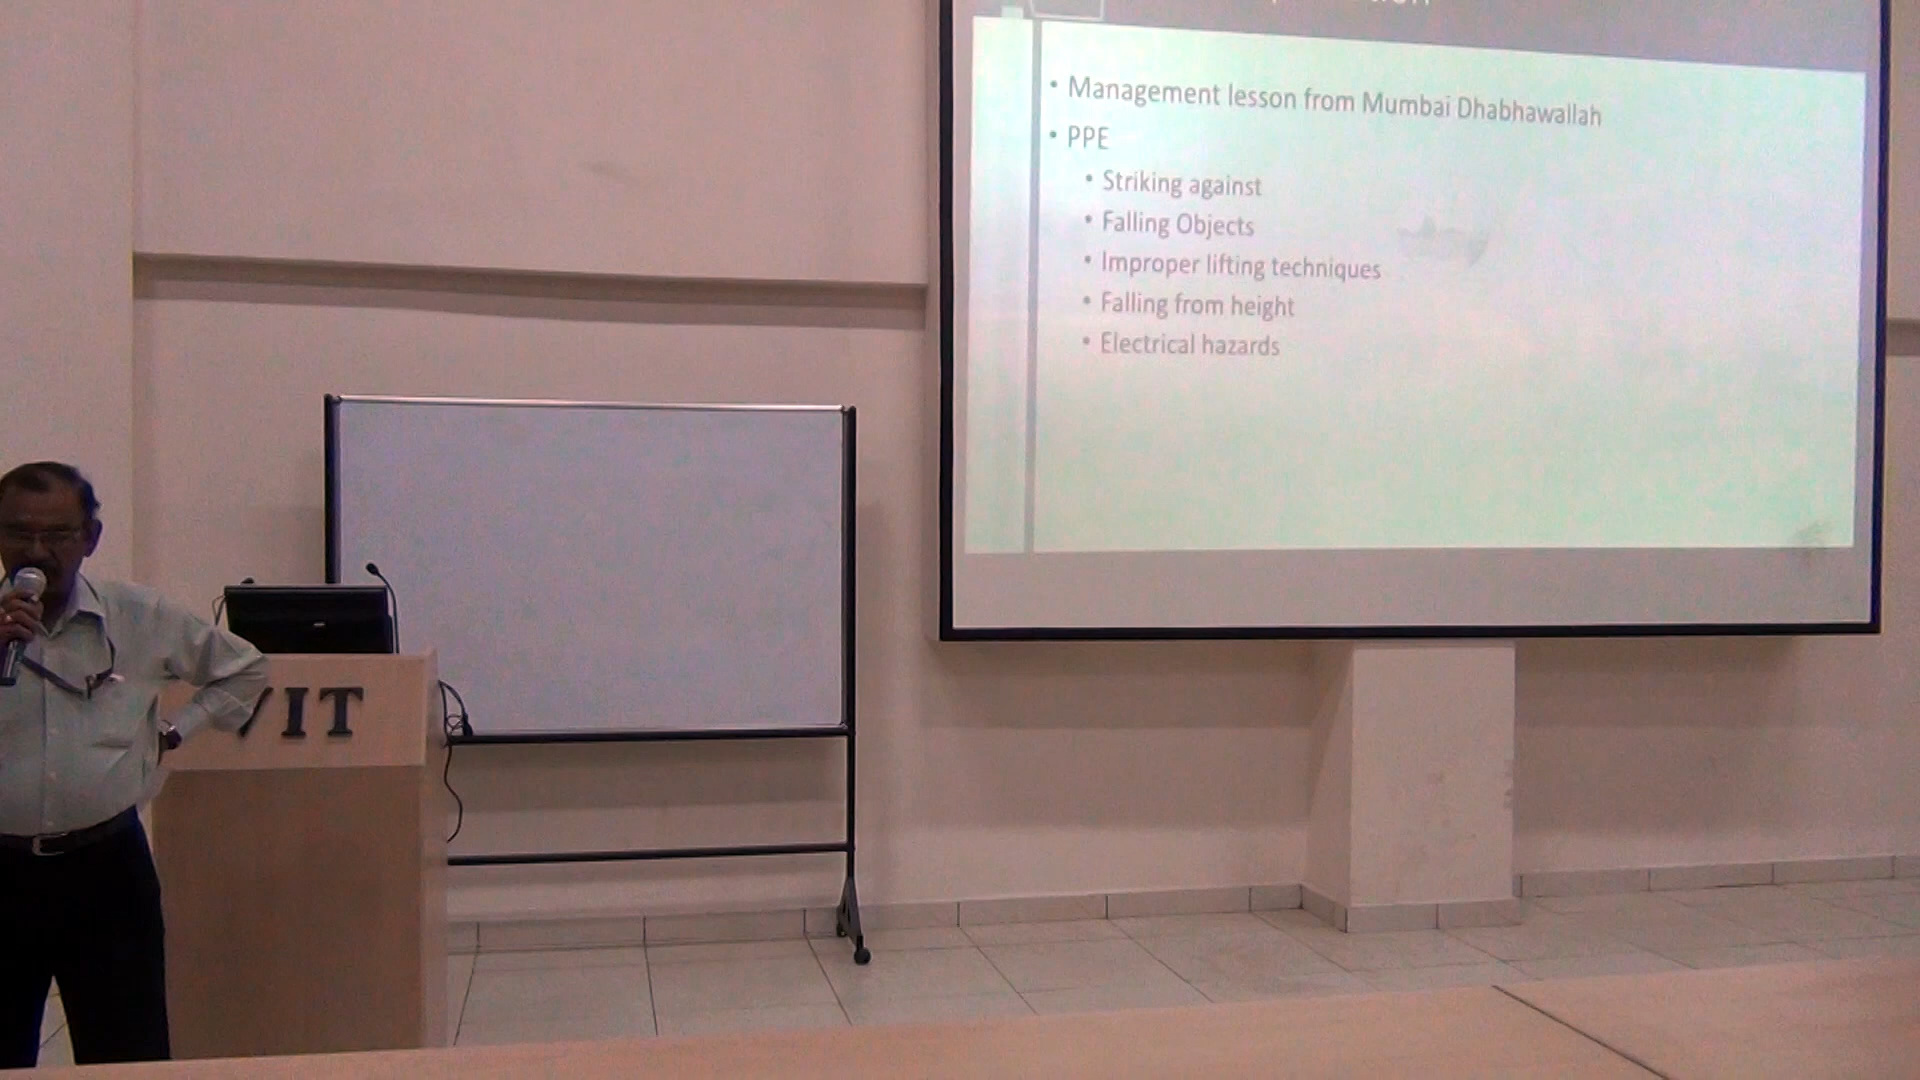 • Management lesson from Mumbai Dhabhawallah
• PPE
• Striking against
• Falling Objects
• Improper lifting techniques
• Falling from height
• Electrical hazards
VIT